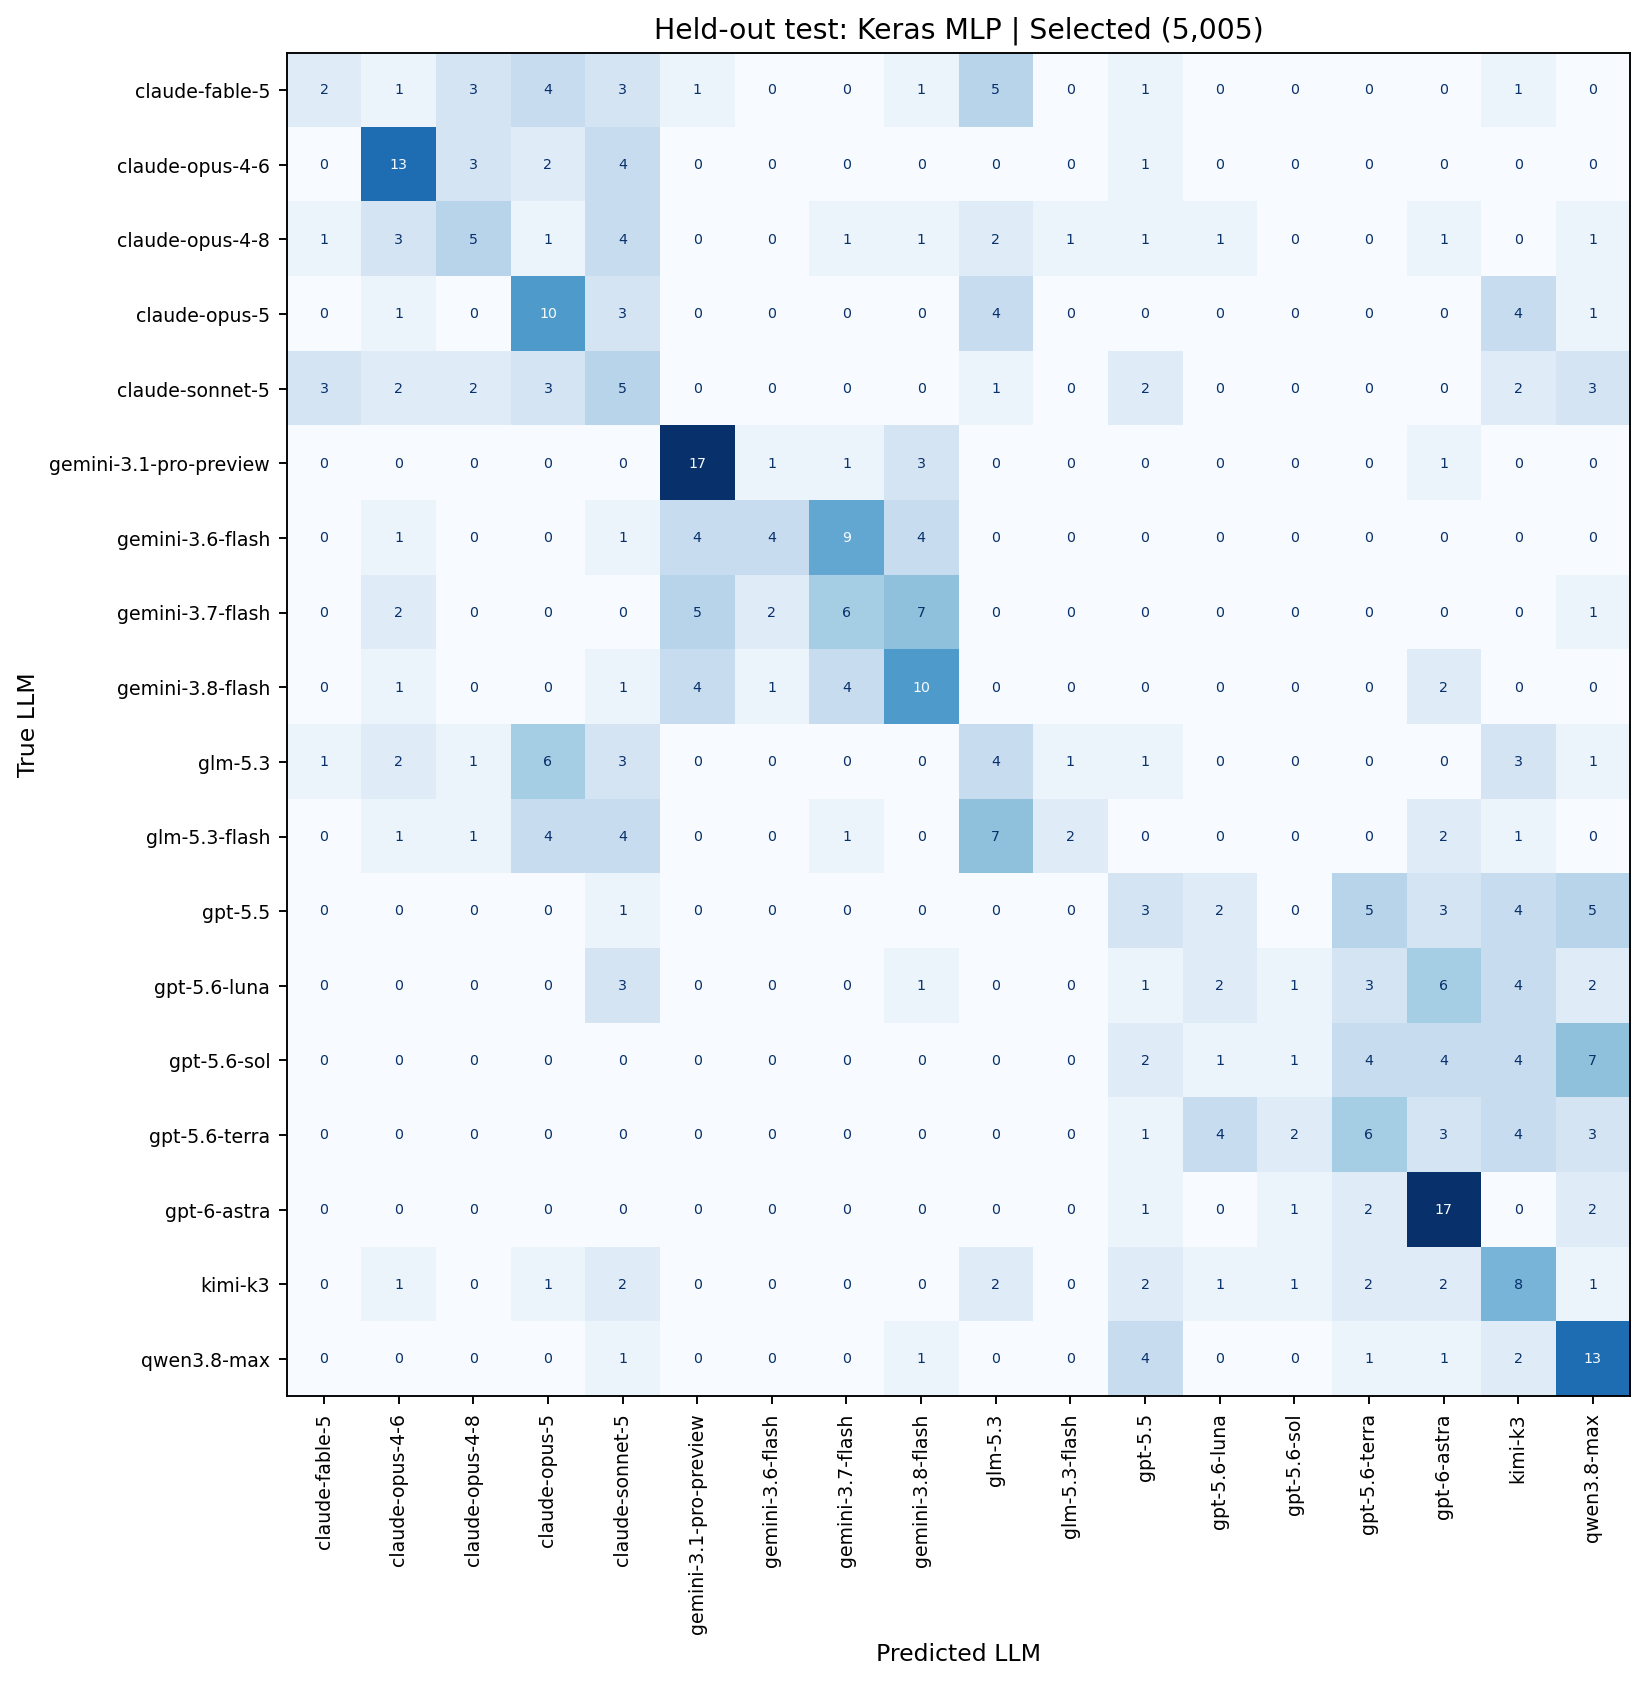 Held-out test: Keras MLP | Selected (5,005)
True LLM
claude-fable-5 2 1 3 4 3 1 0 0 1 5 0 1 0 0 0 0 1 0
claude-opus-4-6 0 13 3 2 4 0 0 0 0 0 0 1 0 0 0 0 0 0
claude-opus-4-8 1 3 5 1 4 0 0 1 1 2 1 1 1 0 0 1 0 1
claude-opus-5 0 1 0 10 3 0 0 0 0 4 0 0 0 0 0 0 4 1
claude-sonnet-5 3 2 2 3 5 0 0 0 0 1 0 2 0 0 0 0 2 3
gemini-3.1-pro-preview 0 0 0 0 0 17 1 1 3 0 0 0 0 0 0 1 0 0
gemini-3.6-flash 0 1 0 0 1 4 4 9 4 0 0 0 0 0 0 0 0 0
gemini-3.7-flash 0 2 0 0 0 5 2 6 7 0 0 0 0 0 0 0 0 1
gemini-3.8-flash 0 1 0 0 1 4 1 4 10 0 0 0 0 0 0 2 0 0
glm-5.3 1 2 1 6 3 0 0 0 0 4 1 1 0 0 0 0 3 1
glm-5.3-flash 0 1 1 4 4 0 0 1 0 7 2 0 0 0 0 2 1 0
gpt-5.5 0 0 0 0 1 0 0 0 0 0 0 3 2 0 5 3 4 5
gpt-5.6-luna 0 0 0 0 3 0 0 0 1 0 0 1 2 1 3 6 4 2
gpt-5.6-sol 0 0 0 0 0 0 0 0 0 0 0 2 1 1 4 4 4 7
gpt-5.6-terra 0 0 0 0 0 0 0 0 0 0 0 1 4 2 6 3 4 3
gpt-6-astra 0 0 0 0 0 0 0 0 0 0 0 1 0 1 2 17 0 2
kimi-k3 0 1 0 1 2 0 0 0 0 2 0 2 1 1 2 2 8 1
qwen3.8-max 0 0 0 0 1 0 0 0 1 0 0 4 0 0 1 1 2 13
claude-fable-5
claude-opus-4-6
claude-opus-4-8
claude-opus-5
claude-sonnet-5
gemini-3.1-pro-preview
gemini-3.6-flash
gemini-3.7-flash
gemini-3.8-flash
glm-5.3
glm-5.3-flash
gpt-5.5
gpt-5.6-luna
gpt-5.6-sol
gpt-5.6-terra
gpt-6-astra
kimi-k3
qwen3.8-max
Predicted LLM